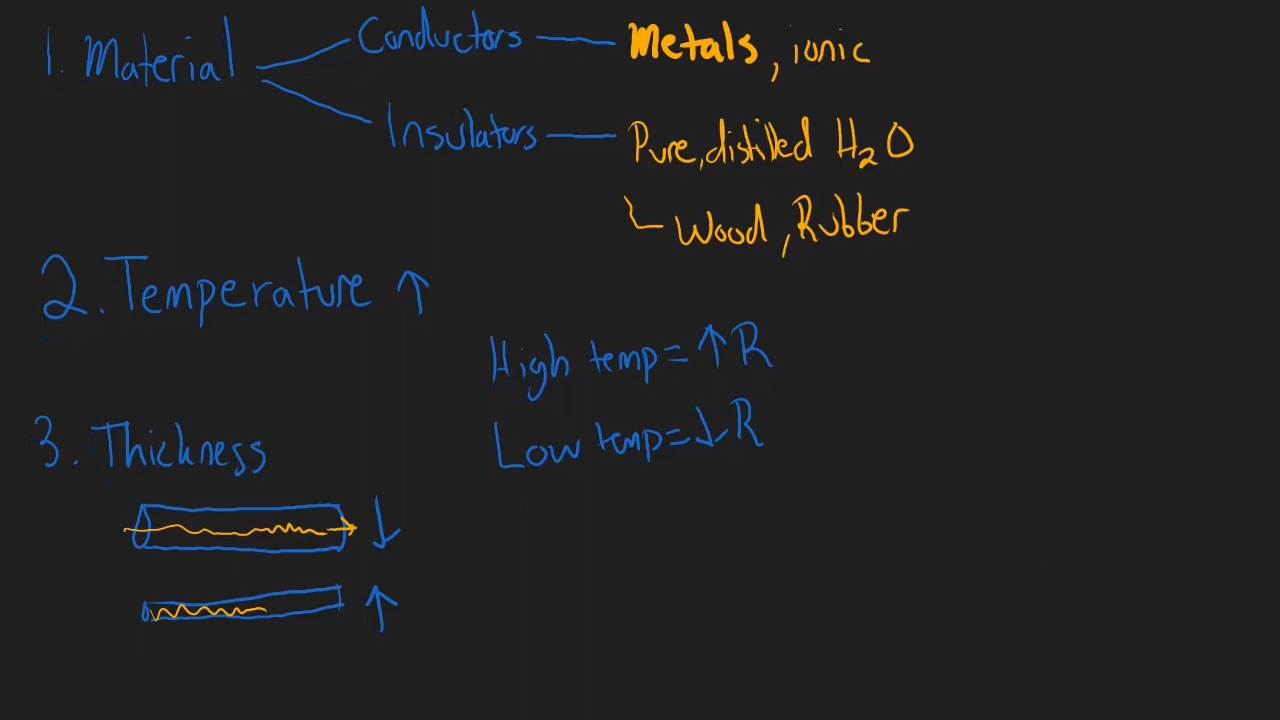 1. Material
Conductors — Metals, ionic
Insulators — Pure, distilled H₂O
Wood, Rubber
2. Temperature ↑
High temp = ↑ R
Low temp = ↓ R
3. Thickness
↓
↑